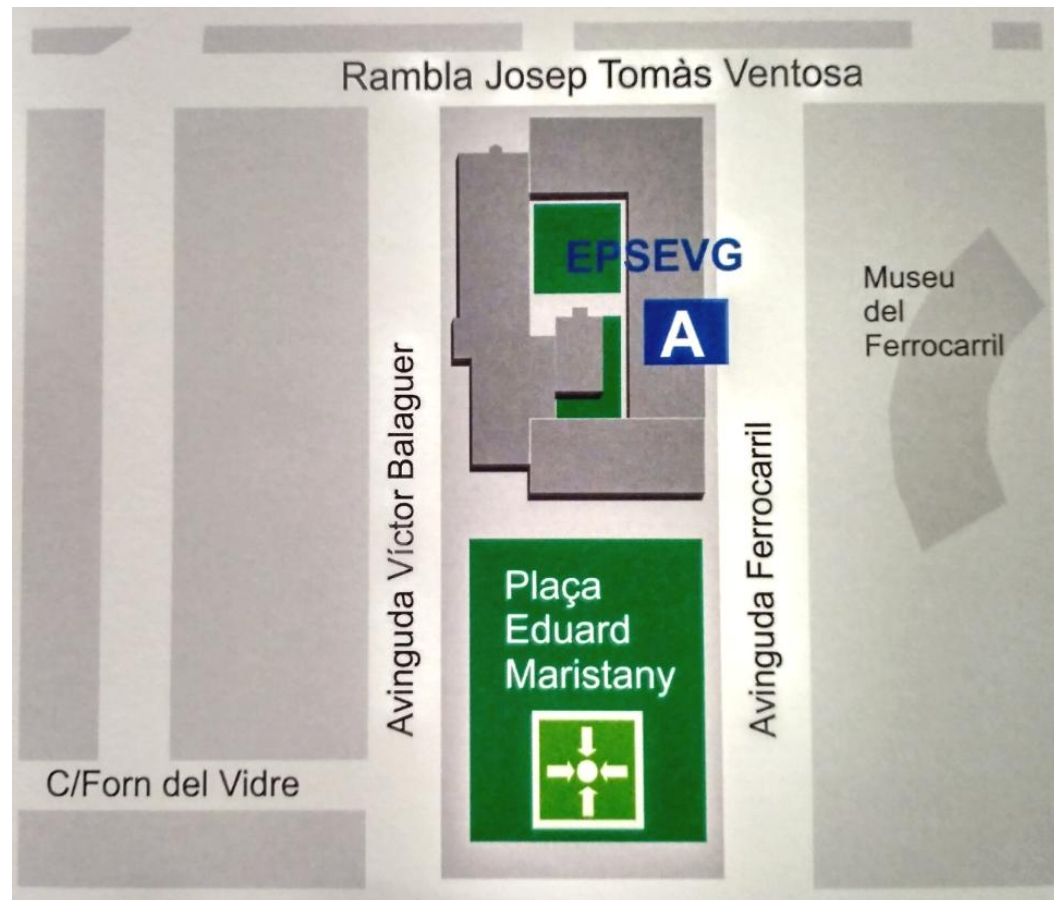 Rambla Josep Tomàs Ventosa
EPSEVG
A
Museu
del
Ferrocarril
Avinguda Víctor Balaguer
Avinguda Ferrocarril
Plaça
Eduard
Maristany
C/Forn del Vidre